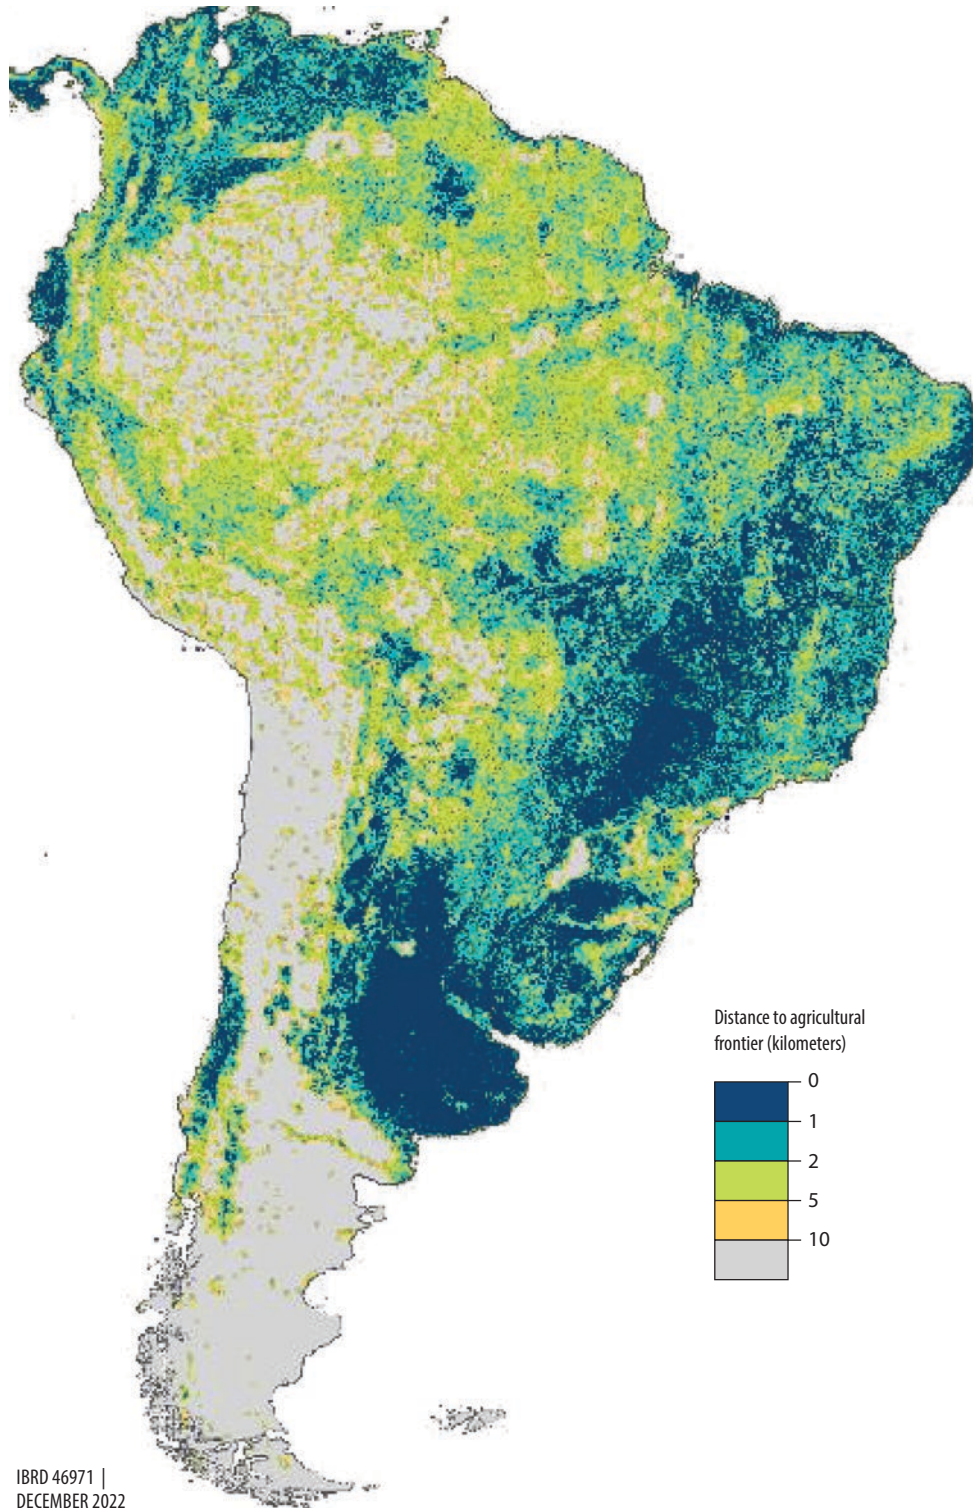 Distance to agricultural
frontier (kilometers)
0
1
2
5
10
IBRD 46971 |
DECEMBER 2022